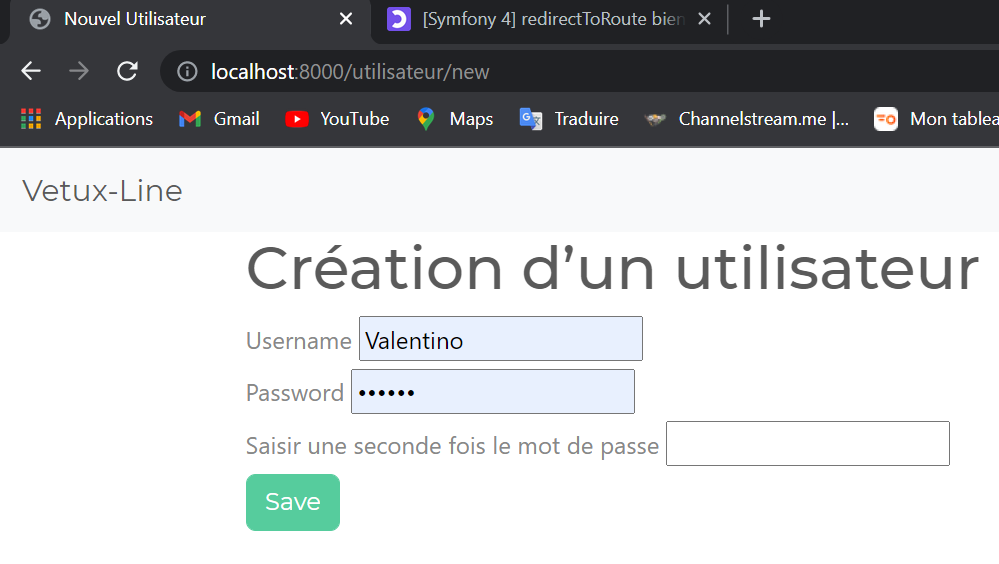 Nouvel Utilisateur
[Symfony 4] redirectToRoute bien
localhost:8000/utilisateur/new
Applications Gmail YouTube Maps Traduire Channelstream.me |... Mon tablea
Vetux-Line
Création d’un utilisateur
Username Valentino
Password ••••••
Saisir une seconde fois le mot de passe
Save